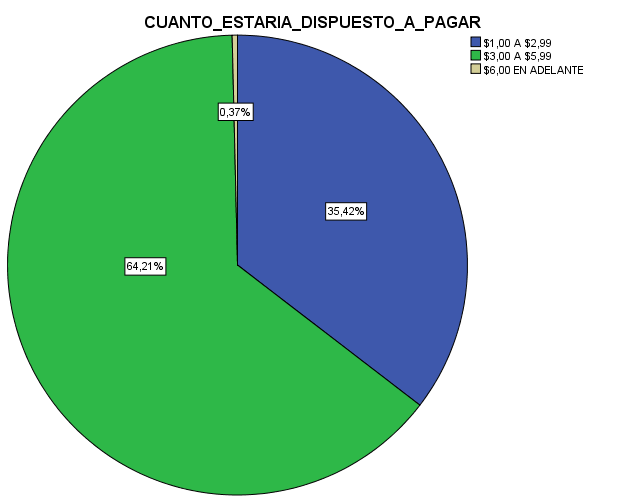 CUANTO_ESTARIA_DISPUESTO_A_PAGAR
$1,00 A $2,99
$3,00 A $5,99
$6,00 EN ADELANTE
0,37%
35,42%
64,21%